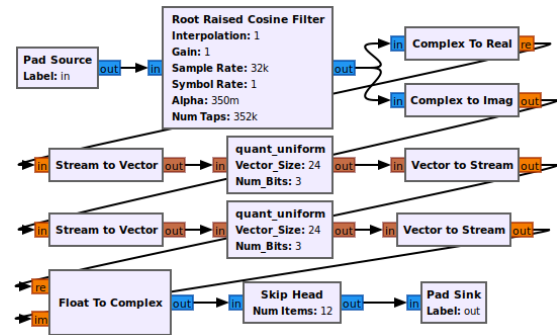 Root Raised Cosine Filter
Interpolation: 1
Gain: 1
Sample Rate: 32k
Symbol Rate: 1
Alpha: 350m
Num Taps: 352k
Pad Source
Label: in
out
in
out
in
Complex To Real
re
in
Complex to Imag
out
in
Stream to Vector
out
in
quant_uniform
Vector_Size: 24
Num_Bits: 3
out
in
Vector to Stream
out
in
Stream to Vector
out
in
quant_uniform
Vector_Size: 24
Num_Bits: 3
out
in
Vector to Stream
out
re
im
Float To Complex
out
in
Skip Head
Num Items: 12
out
in
Pad Sink
Label: out